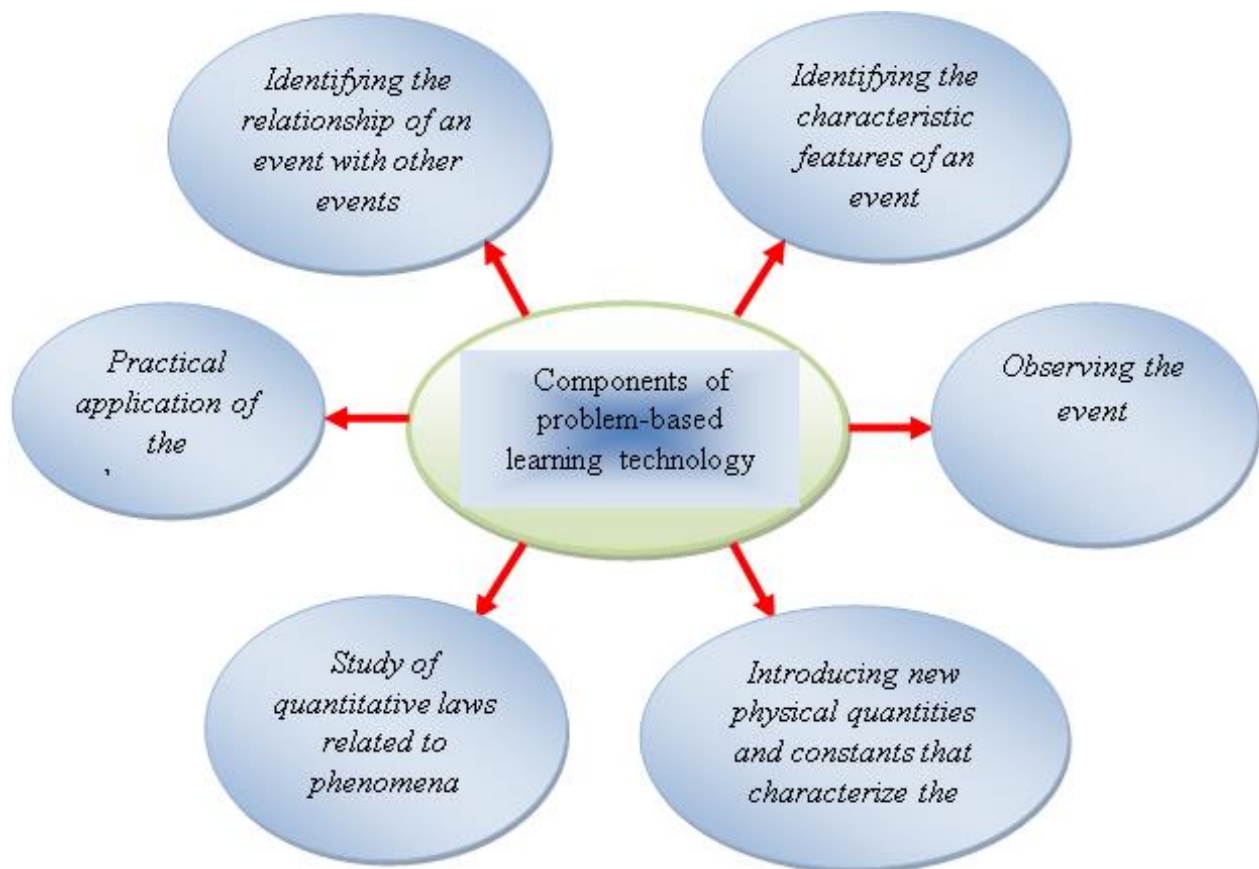 Identifying the
relationship of an
event with other
events
Identifying the
characteristic
features of an
event
Practical
application of
the
Components of
problem-based
learning technology
Observing the
event
Study of
quantitative laws
related to
phenomena
Introducing new
physical quantities
and constants that
characterize the